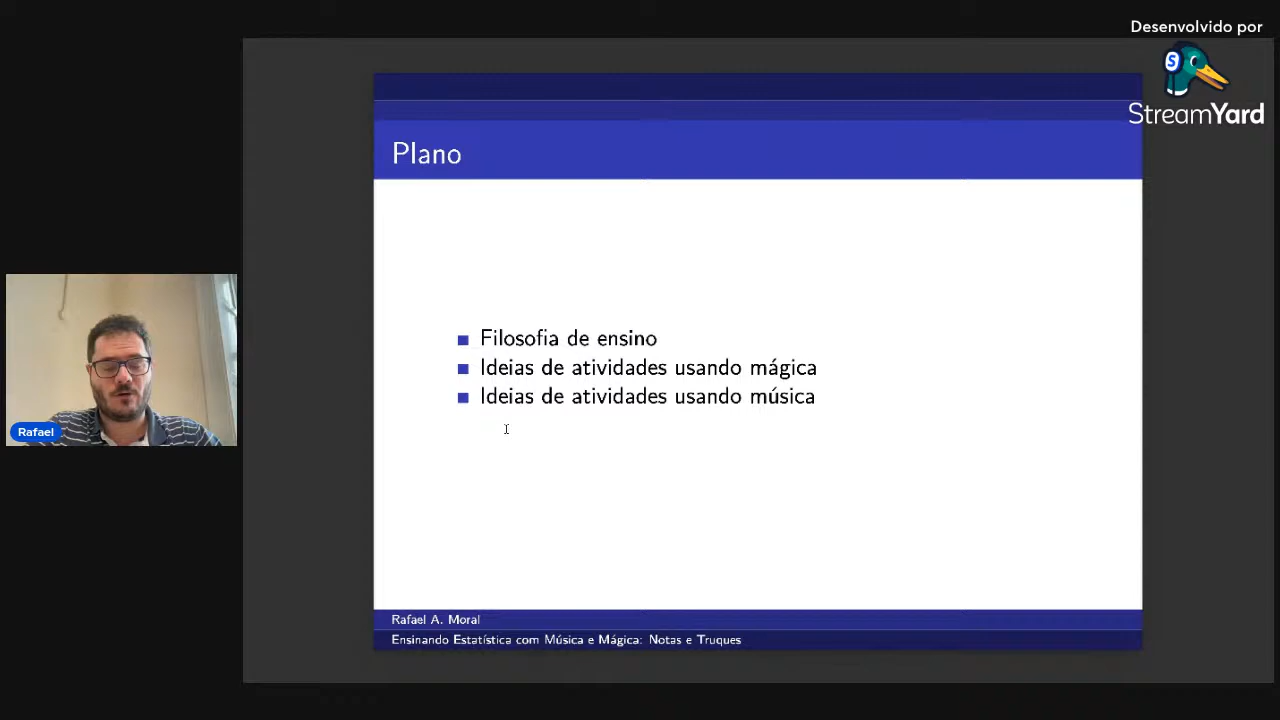 Desenvolvido por
S
StreamYard
Plano
Filosofia de ensino
Ideias de atividades usando mágica
Ideias de atividades usando música
Rafael
Rafael A. Moral
Ensinando Estatística com Música e Mágica: Notas e Truques